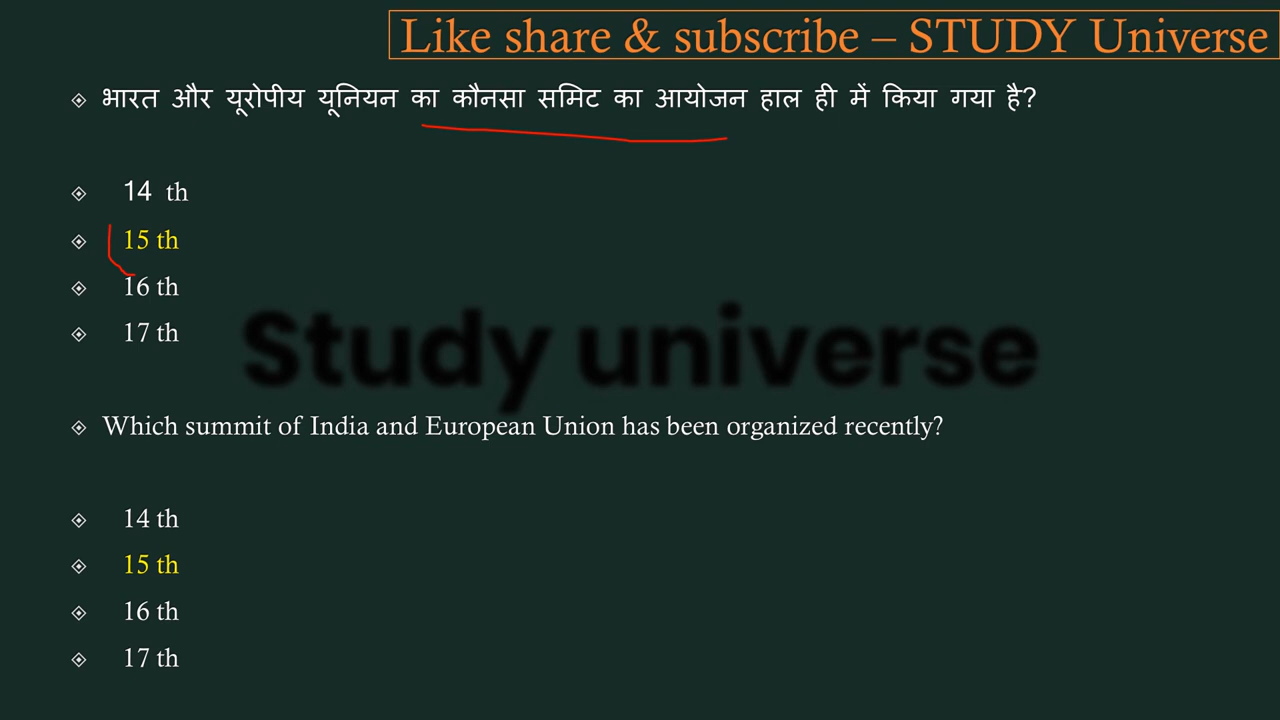 Like share & subscribe – STUDY Universe
भारत और यूरोपीय यूनियन का कौनसा समिट का आयोजन हाल ही में किया गया है?
14 th
15 th
16 th
17 th
Study universe
Which summit of India and European Union has been organized recently?
14 th
15 th
16 th
17 th